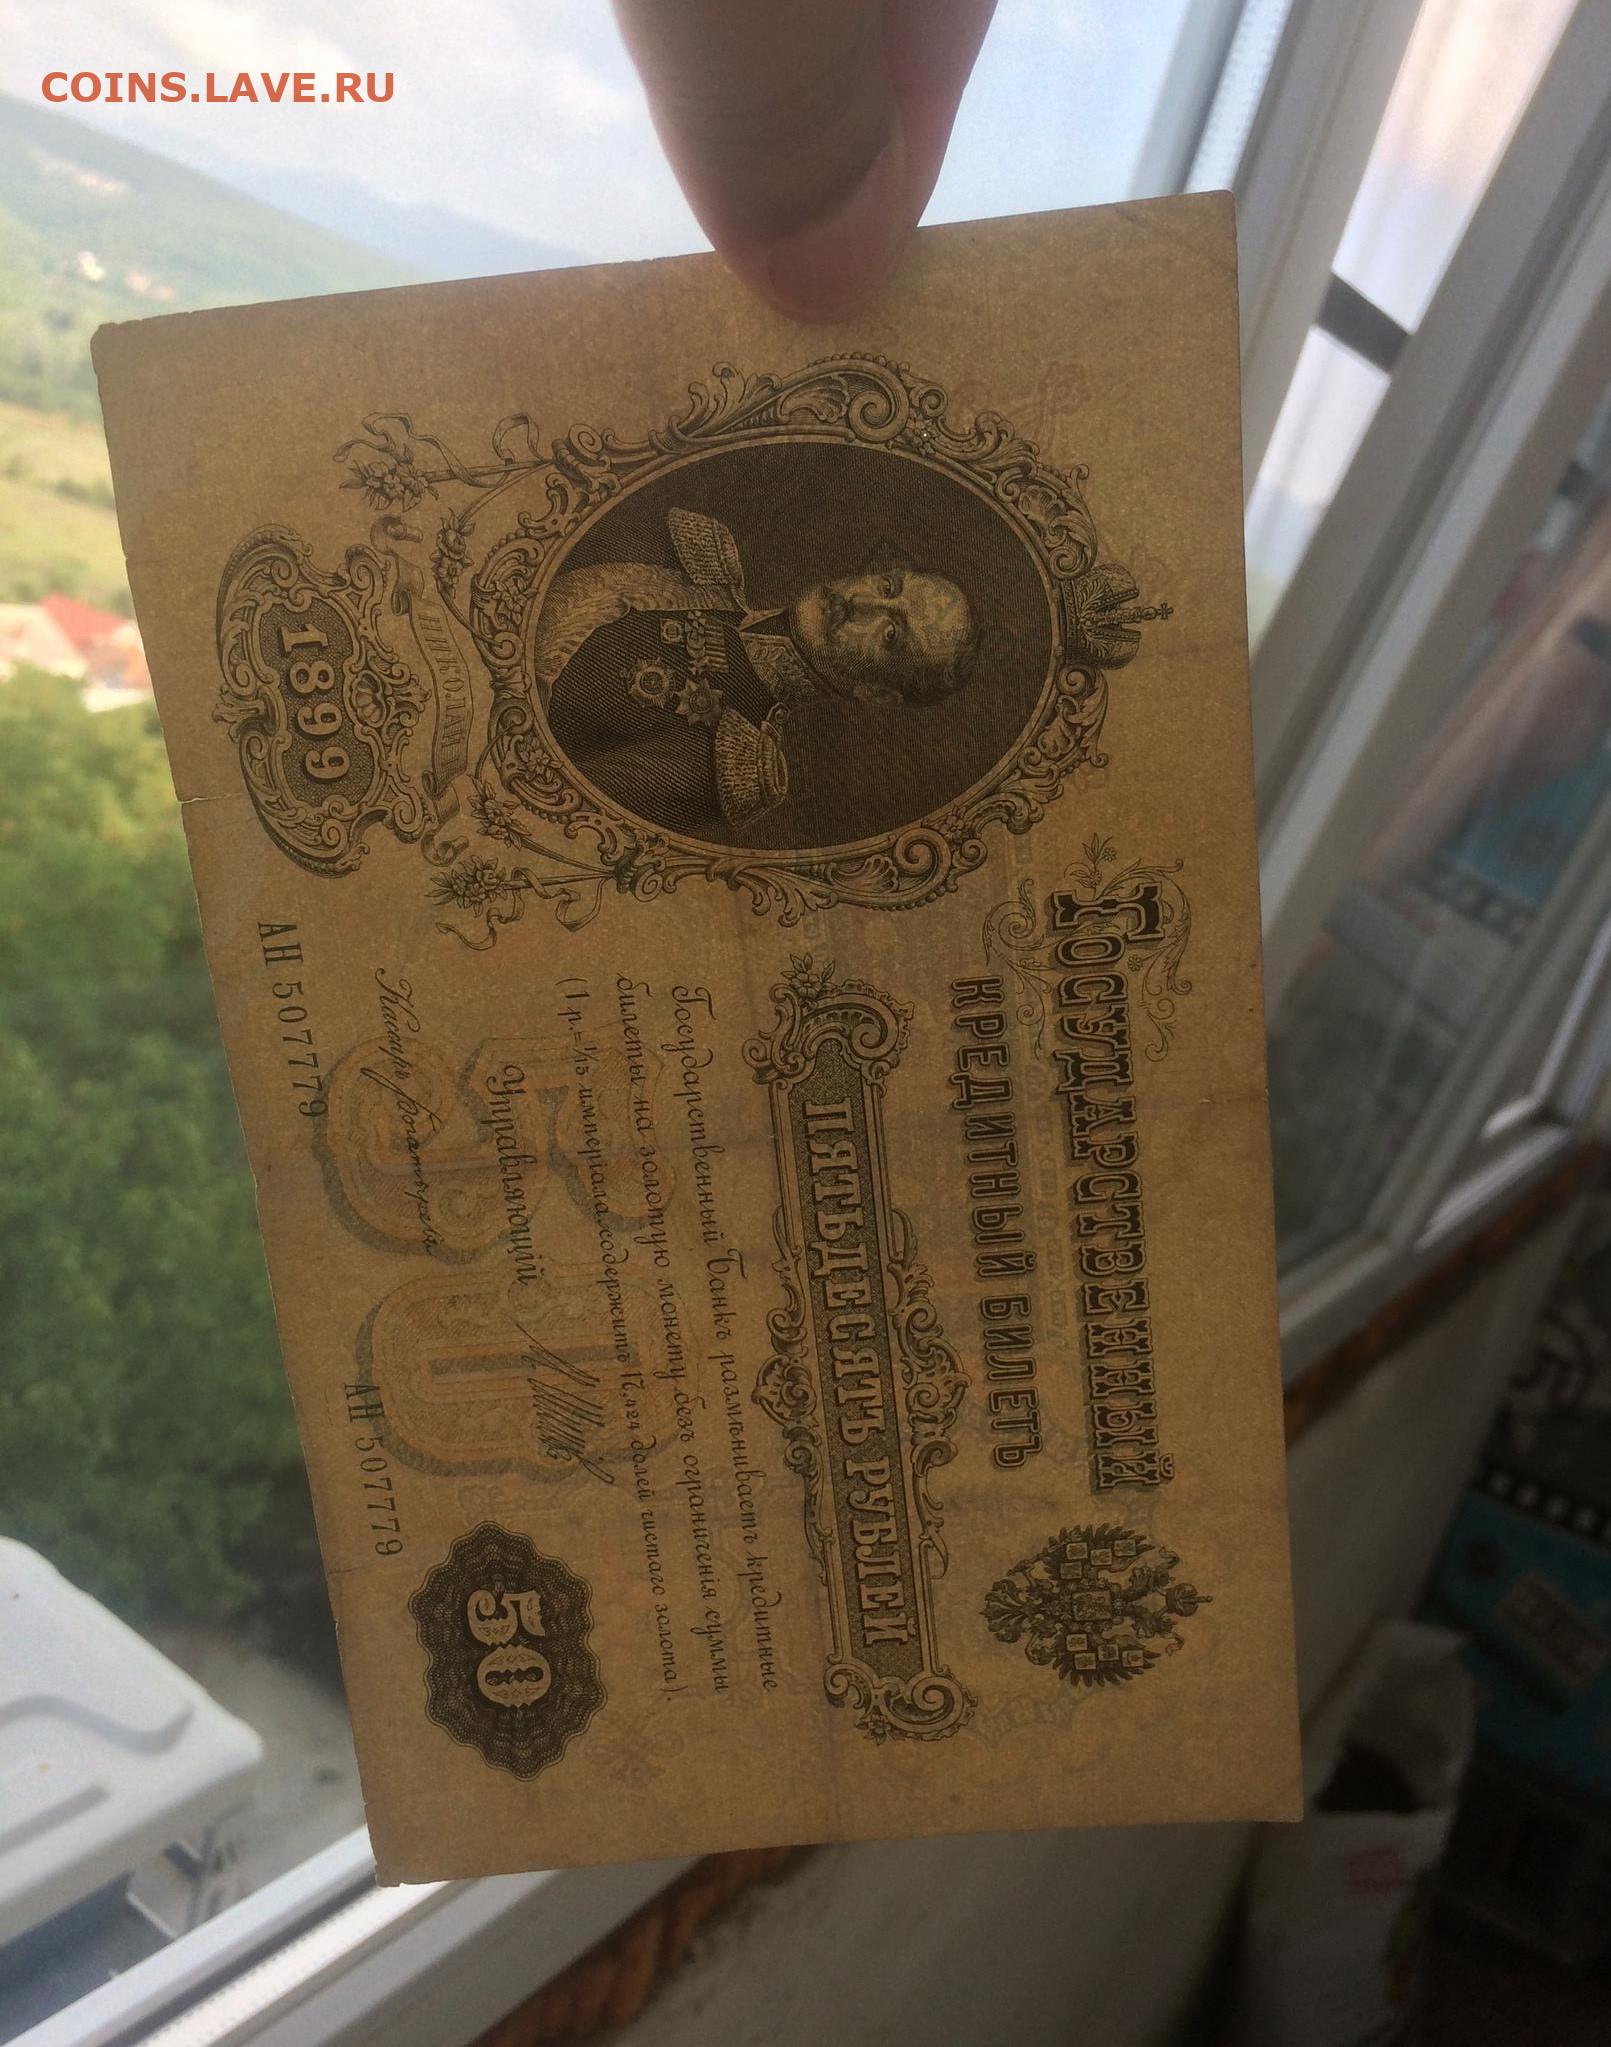 COINS.LAVE.RU
ГОСУДАРСТВЕННЫЙ
КРЕДИТНЫЙ БИЛЕТЪ
ПЯТЬДЕСЯТЪ РУБЛЕЙ
Государственный Банкъ размѣниваетъ кредитные
билеты на золотую монету безъ ограниченія суммы
(1 р.=1/15 имперіала, содержитъ 17,424 долей чистаго золота).
Управляющій
Кассиръ
50
АН 507779
АН 507779
50
НИКОЛАЙ I
1899